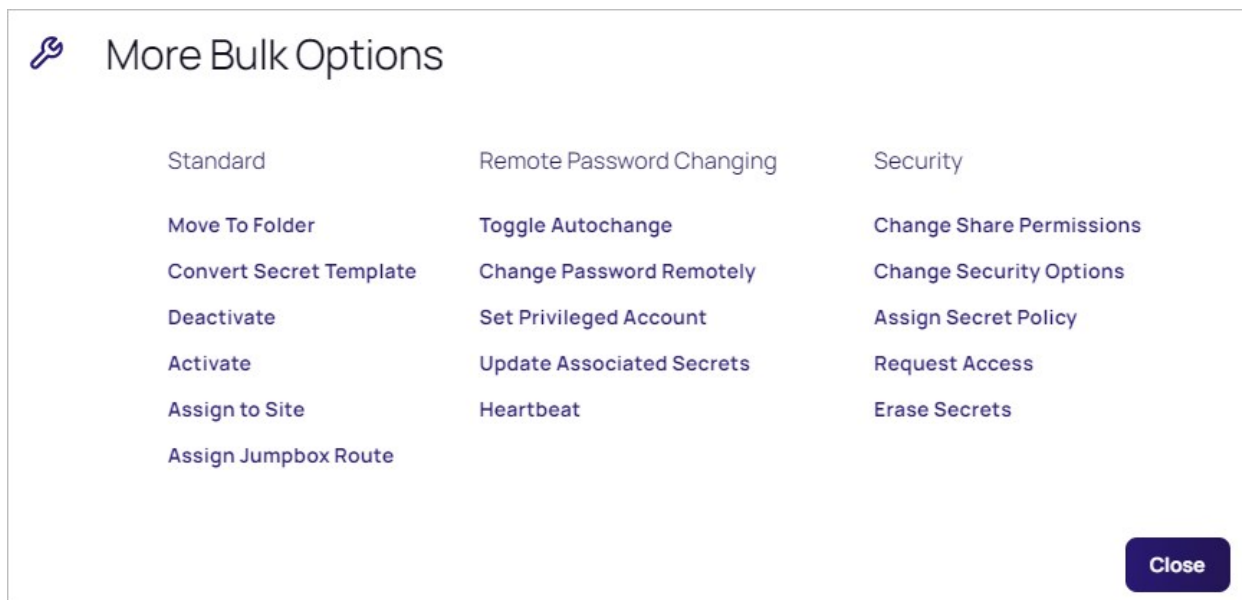 More Bulk Options
Standard
Move To Folder
Convert Secret Template
Deactivate
Activate
Assign to Site
Assign Jumpbox Route
Remote Password Changing
Toggle Autochange
Change Password Remotely
Set Privileged Account
Update Associated Secrets
Heartbeat
Security
Change Share Permissions
Change Security Options
Assign Secret Policy
Request Access
Erase Secrets
Close